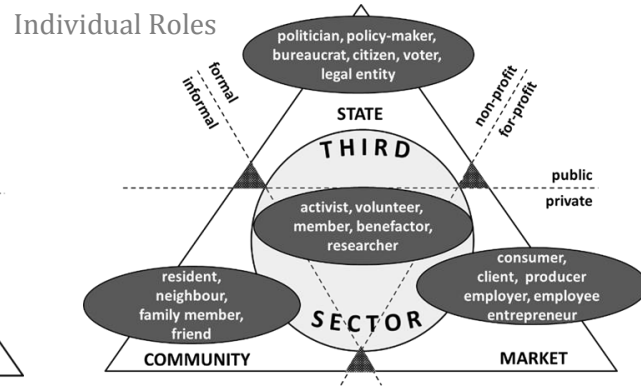 Individual Roles
politician, policy-maker,
bureaucrat, citizen, voter,
legal entity
formal
informal
non-profit
for-profit
STATE
THIRD
public
private
activist, volunteer,
member, benefactor,
researcher
resident,
neighbour,
family member,
friend
consumer,
client, producer
employer, employee
entrepreneur
SECTOR
COMMUNITY
MARKET